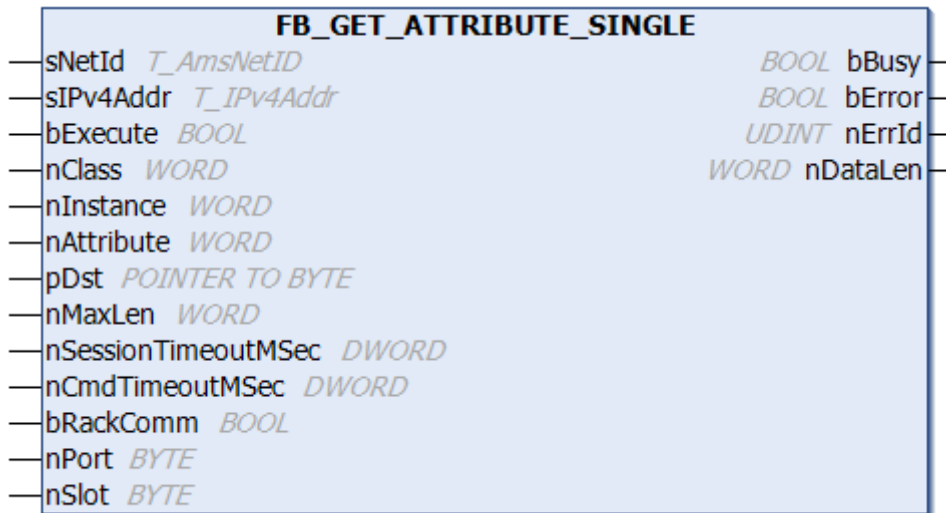 FB_GET_ATTRIBUTE_SINGLE
sNetId T_AmsNetID BOOL bBusy
sIPv4Addr T_IPv4Addr BOOL bError
bExecute BOOL UDINT nErrId
nClass WORD WORD nDataLen
nInstance WORD
nAttribute WORD
pDst POINTER TO BYTE
nMaxLen WORD
nSessionTimeoutMSec DWORD
nCmdTimeoutMSec DWORD
bRackComm BOOL
nPort BYTE
nSlot BYTE